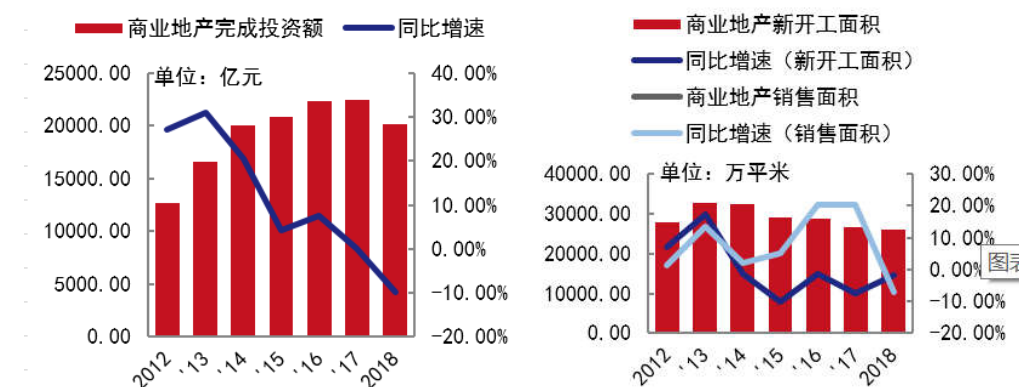 商业地产完成投资额 同比增速
25000.00
20000.00
15000.00
10000.00
5000.00
0.00
单位：亿元
40.00%
30.00%
20.00%
10.00%
0.00%
-10.00%
-20.00%
2012 '13 '14 '15 '16 '17 2018
商业地产新开工面积
同比增速（新开工面积）
商业地产销售面积
同比增速（销售面积）
40000.00
30000.00
20000.00
10000.00
0.00
单位：万平米
30.00%
20.00%
10.00%
0.00%
-10.00%
-20.00%
2012 '13 '14 '15 '16 '17 2018
图表